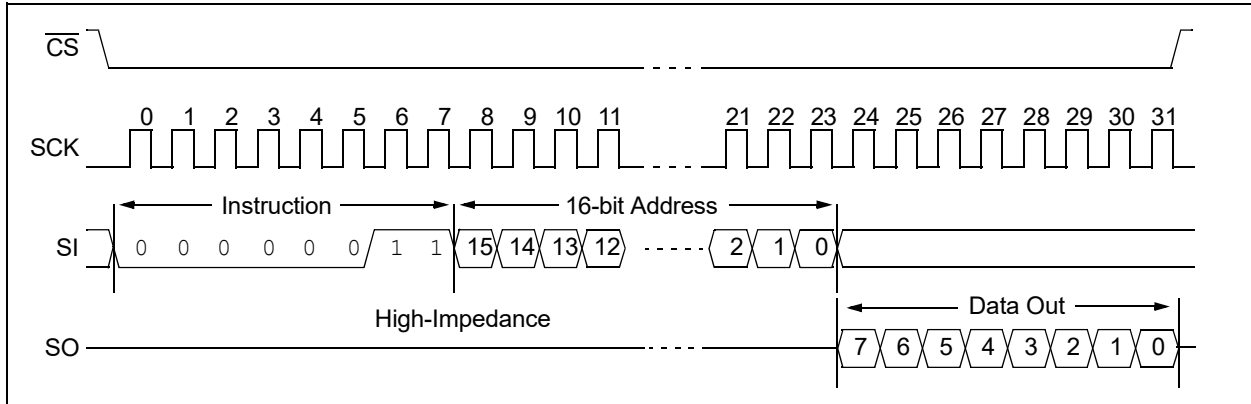 CS
0 1 2 3 4 5 6 7 8 9 10 11 21 22 23 24 25 26 27 28 29 30 31
SCK
Instruction 16-bit Address
SI 0 0 0 0 0 0 1 1 15 14 13 12 2 1 0
Data Out
High-Impedance
SO 7 6 5 4 3 2 1 0